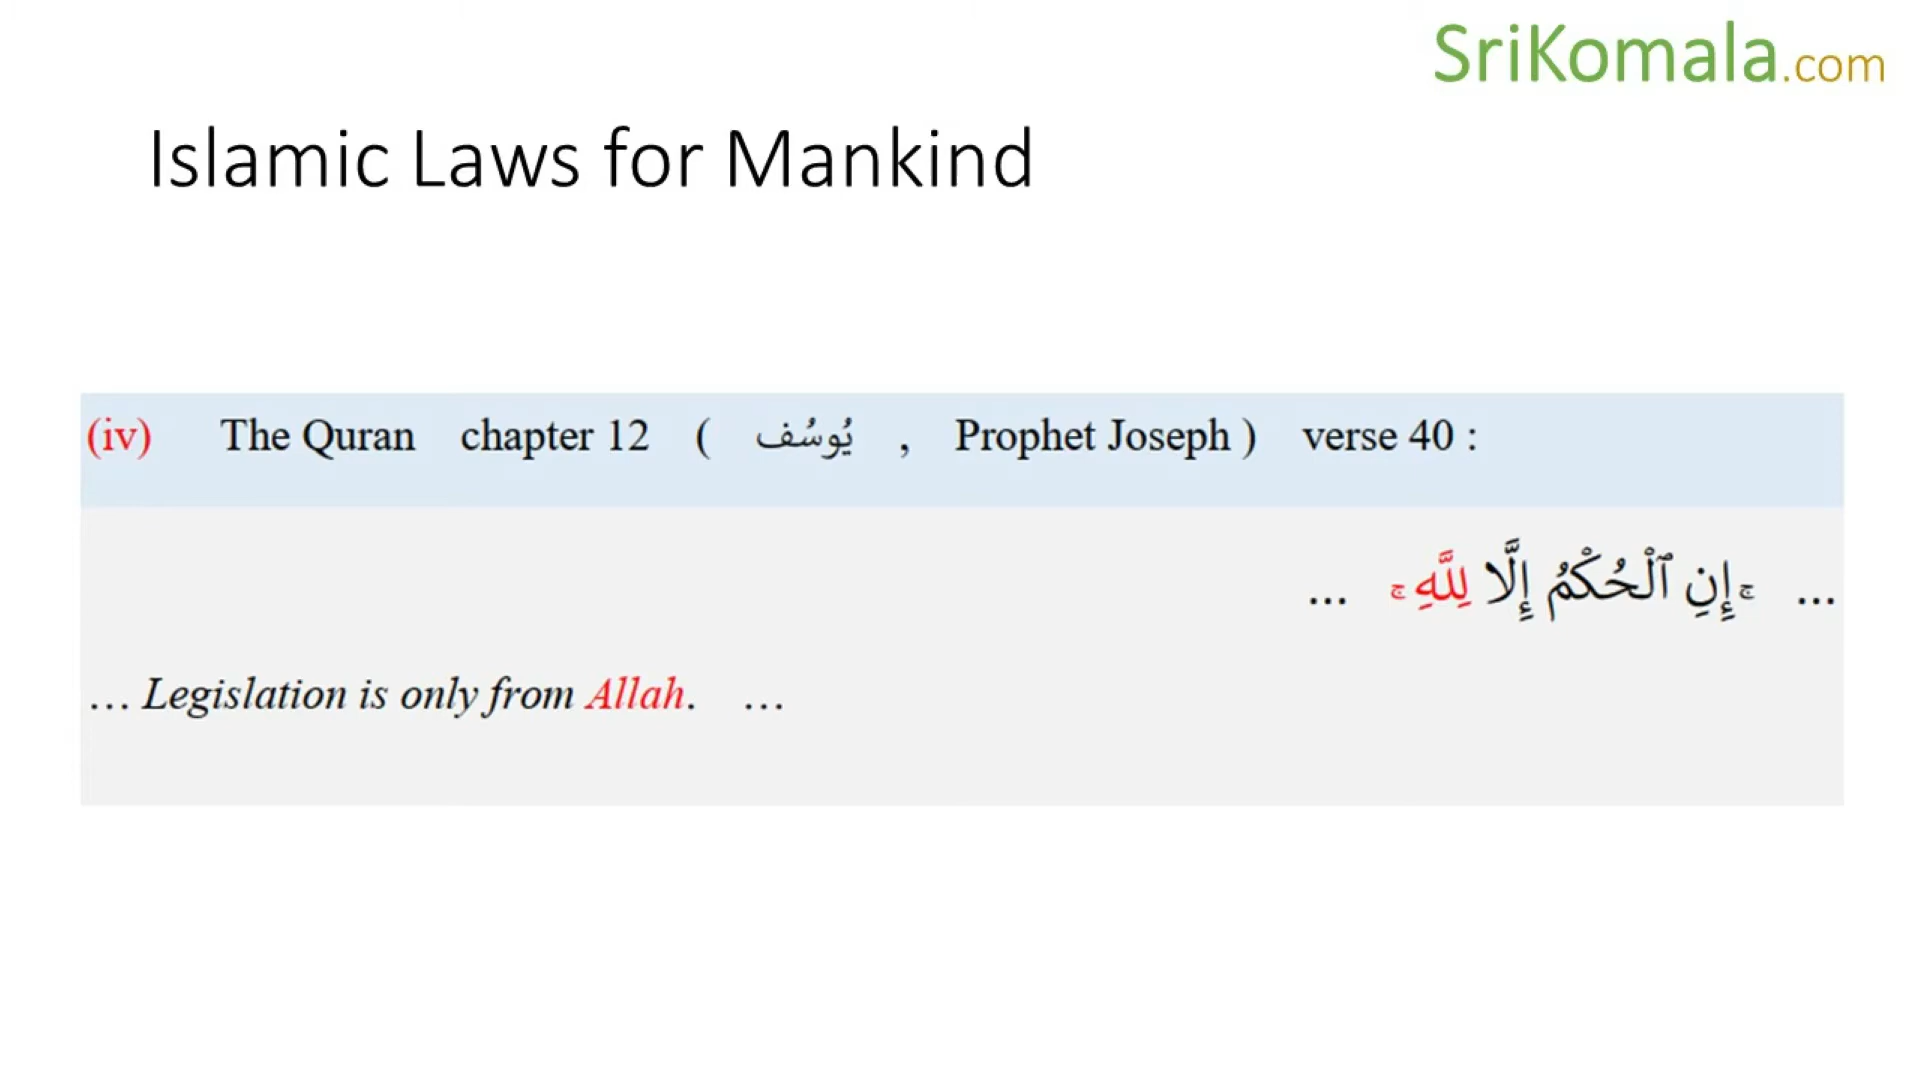 SriKomala.com
Islamic Laws for Mankind
(iv) The Quran chapter 12 ( يُوسُف , Prophet Joseph ) verse 40 :
... ۚ إِنِ ٱلْحُكْمُ إِلَّا لِلَّهِ ۚ ...
… Legislation is only from Allah. …